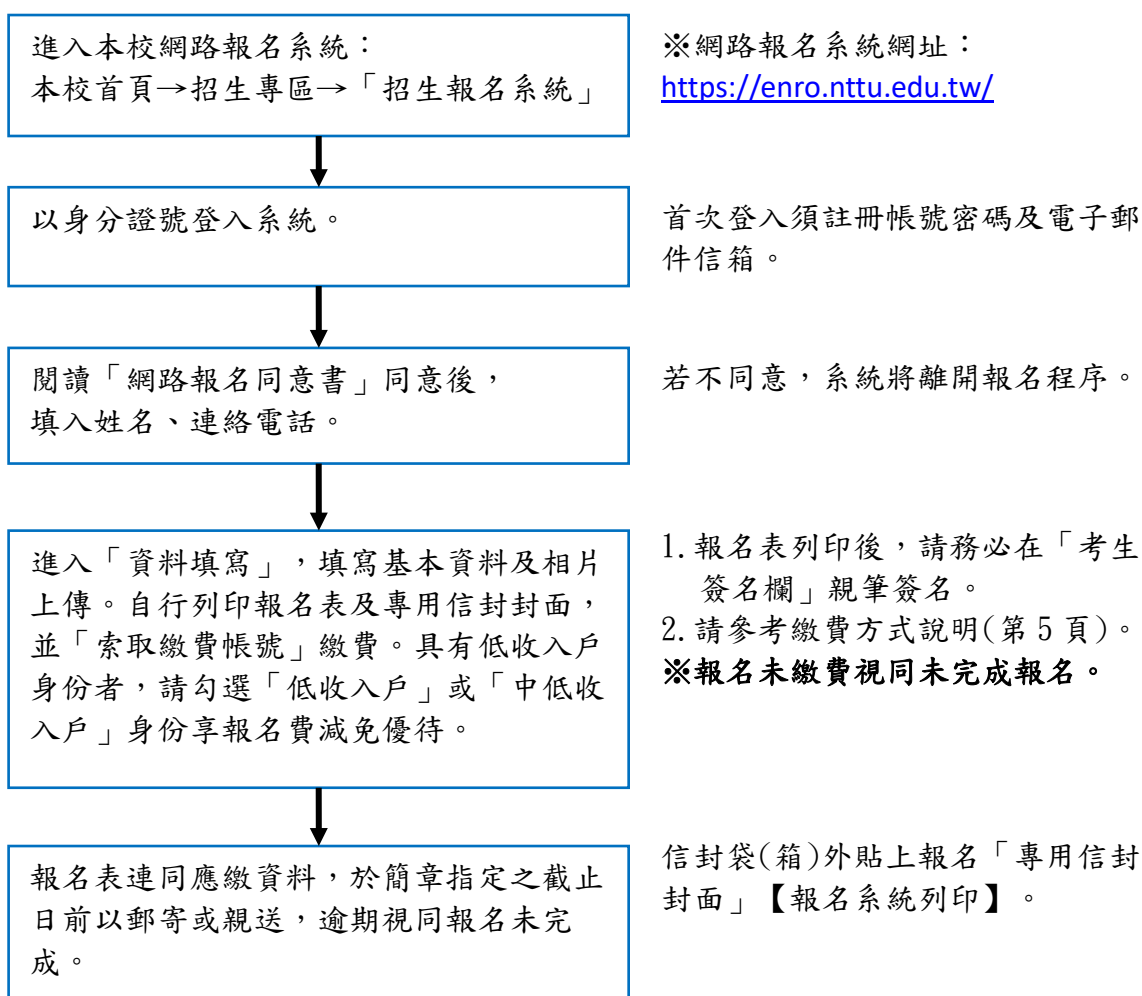 進入本校網路報名系統：
本校首頁→招生專區→「招生報名系統」
※網路報名系統網址：
https://enro.nttu.edu.tw/
以身分證號登入系統。
首次登入須註冊帳號密碼及電子郵
件信箱。
閱讀「網路報名同意書」同意後，
填入姓名、連絡電話。
若不同意，系統將離開報名程序。
進入「資料填寫」，填寫基本資料及相片
上傳。自行列印報名表及專用信封封面，
並「索取繳費帳號」繳費。具有低收入戶
身份者，請勾選「低收入戶」或「中低收
入戶」身份享報名費減免優待。
1.報名表列印後，請務必在「考生
簽名欄」親筆簽名。
2.請參考繳費方式說明(第 5 頁)。
※報名未繳費視同未完成報名。
報名表連同應繳資料，於簡章指定之截止
日前以郵寄或親送，逾期視同報名未完
成。
信封袋(箱)外貼上報名「專用信封
封面」【報名系統列印】。